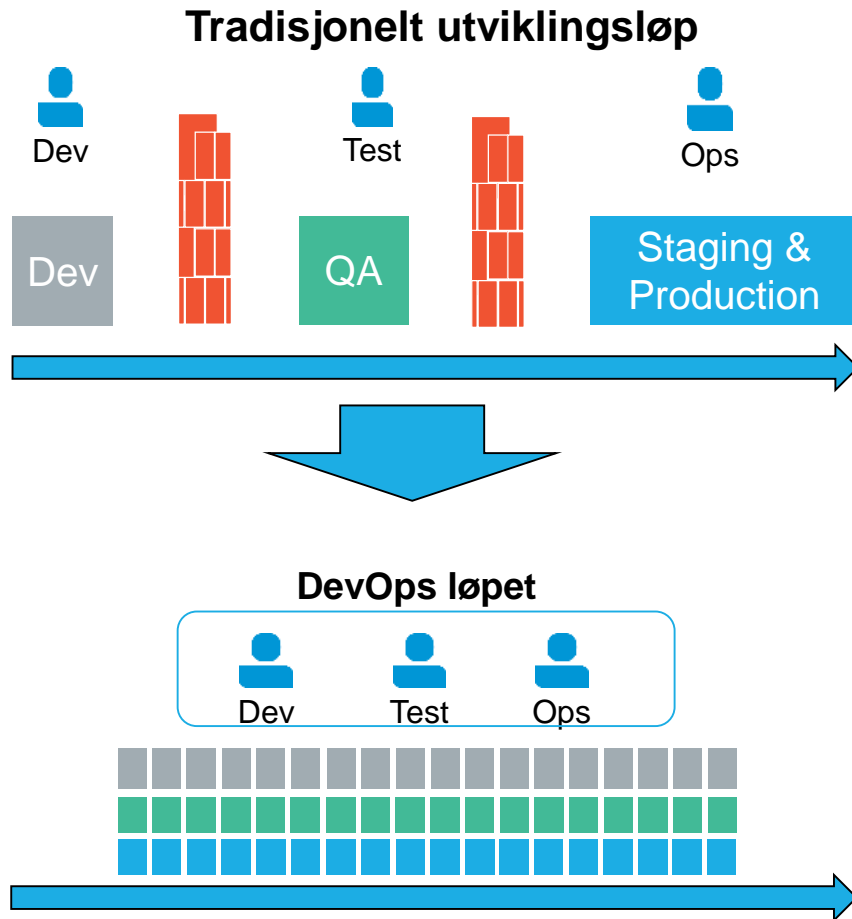 Tradisjonelt utviklingsløp
Dev
Test
Ops
Dev
QA
Staging &
Production
DevOps løpet
Dev
Test
Ops